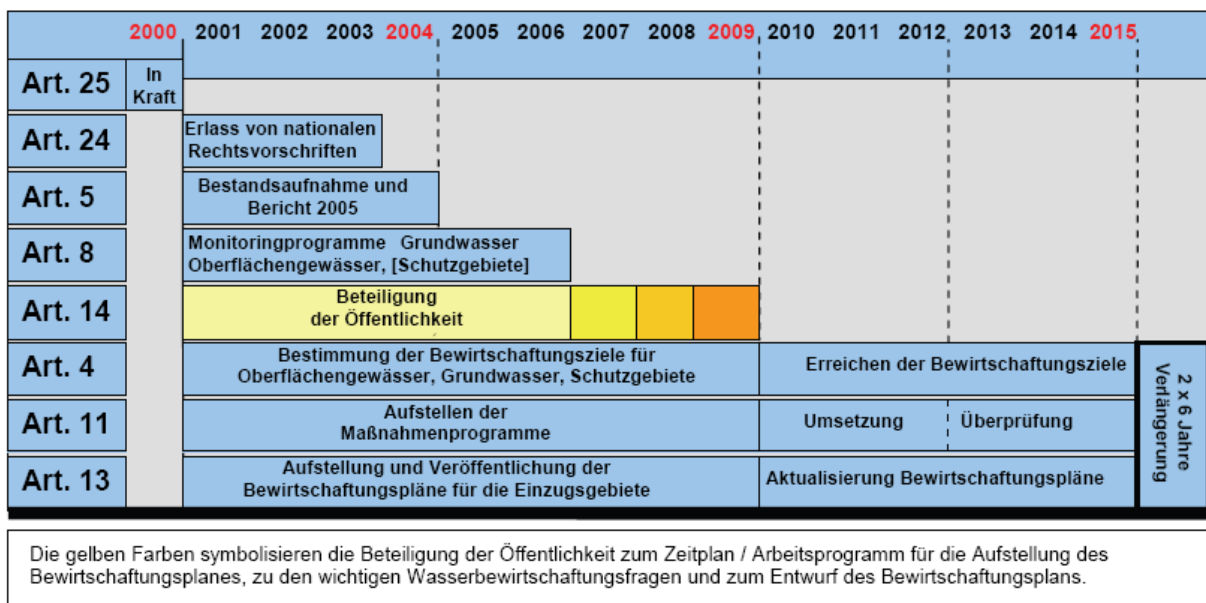 2000 2001 2002 2003 2004 2005 2006 2007 2008 2009 2010 2011 2012 2013 2014 2015
Art. 25
In
Kraft
Art. 24
Erlass von nationalen
Rechtsvorschriften
Art. 5
Bestandsaufnahme und
Bericht 2005
Art. 8
Monitoringprogramme Grundwasser
Oberflächengewässer, [Schutzgebiete]
Art. 14
Beteiligung
der Öffentlichkeit
Art. 4
Bestimmung der Bewirtschaftungsziele für
Oberflächengewässer, Grundwasser, Schutzgebiete
Erreichen der Bewirtschaftungsziele
Art. 11
Aufstellen der
Maßnahmenprogramme
Umsetzung
Überprüfung
Art. 13
Aufstellung und Veröffentlichung der
Bewirtschaftungspläne für die Einzugsgebiete
Aktualisierung Bewirtschaftungspläne
2 x 6 Jahre
Verlängerung
Die gelben Farben symbolisieren die Beteiligung der Öffentlichkeit zum Zeitplan / Arbeitsprogramm für die Aufstellung des
Bewirtschaftungsplanes, zu den wichtigen Wasserbewirtschaftungsfragen und zum Entwurf des Bewirtschaftungsplans.